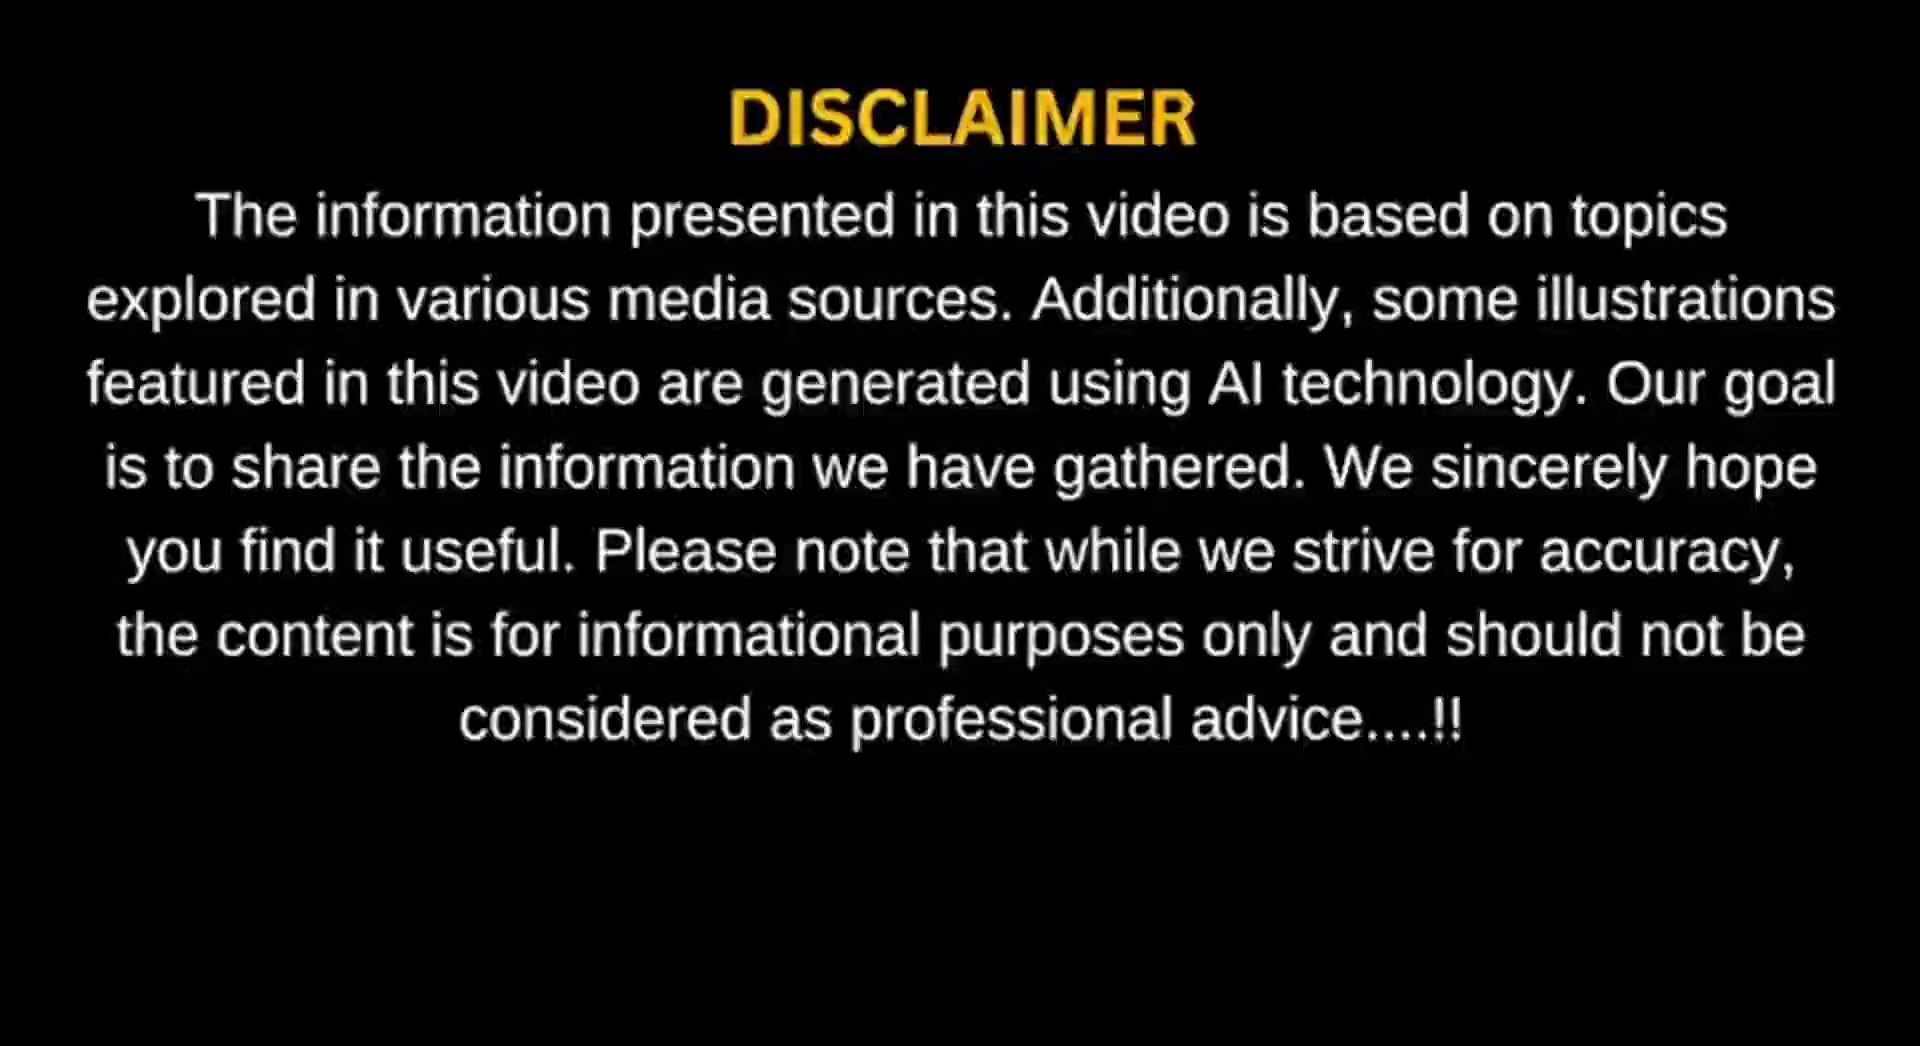 DISCLAIMER
The information presented in this video is based on topics
explored in various media sources. Additionally, some illustrations
featured in this video are generated using AI technology. Our goal
is to share the information we have gathered. We sincerely hope
you find it useful. Please note that while we strive for accuracy,
the content is for informational purposes only and should not be
considered as professional advice....!!